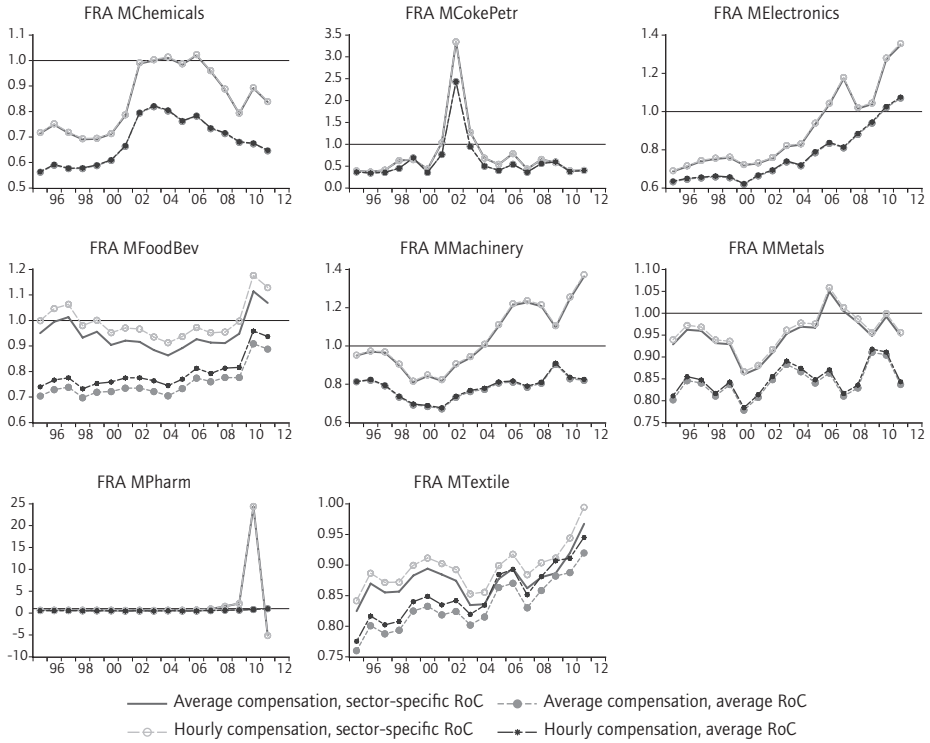 FRA MChemicals FRA MCokePetr FRA MElectronics
1.1 3.5 1.4
1.0 3.0
0.9 2.5 1.2
0.8 2.0 1.0
0.7 1.5
0.6 1.0 0.8
0.5 0.5
0.0 0.6
96 98 00 02 04 06 08 10 12 96 98 00 02 04 06 08 10 12 96 98 00 02 04 06 08 10 12
FRA MFoodBev FRA MMachinery FRA MMetals
1.2 1.4 1.10
1.1 1.2 1.05
1.0 1.00
0.9 1.0 0.95
0.8 0.90
0.7 0.8 0.85
0.6 0.6 0.80
0.75
96 98 00 02 04 06 08 10 12 96 98 00 02 04 06 08 10 12 96 98 00 02 04 06 08 10 12
FRA MPharm FRA MTextile
25 1.00
20 0.95
15 0.90
10 0.85
5 0.80
0 0.75
-5
-10
96 98 00 02 04 06 08 10 12 96 98 00 02 04 06 08 10 12
Average compensation, sector-specific RoC Average compensation, average RoC
Hourly compensation, sector-specific RoC Hourly compensation, average RoC